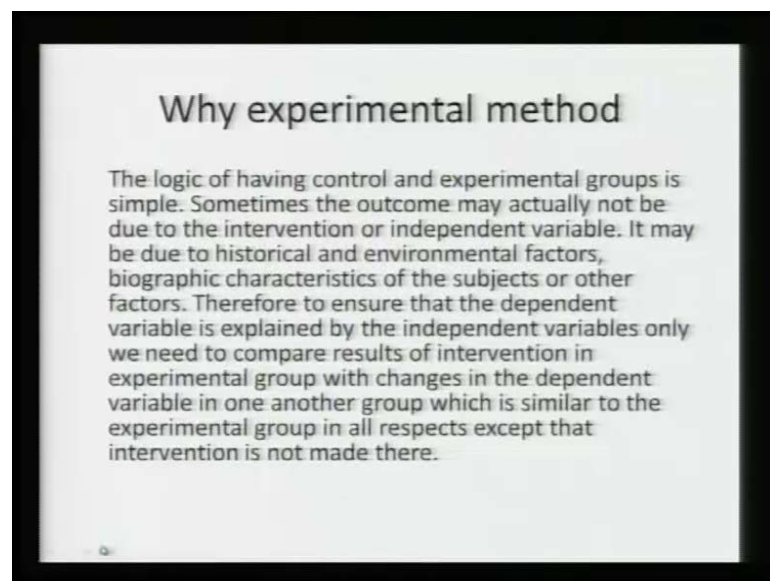 Why experimental method
The logic of having control and experimental groups is
simple. Sometimes the outcome may actually not be
due to the intervention or independent variable. It may
be due to historical and environmental factors,
biographic characteristics of the subjects or other
factors. Therefore to ensure that the dependent
variable is explained by the independent variables only
we need to compare results of intervention in
experimental group with changes in the dependent
variable in one another group which is similar to the
experimental group in all respects except that
intervention is not made there.